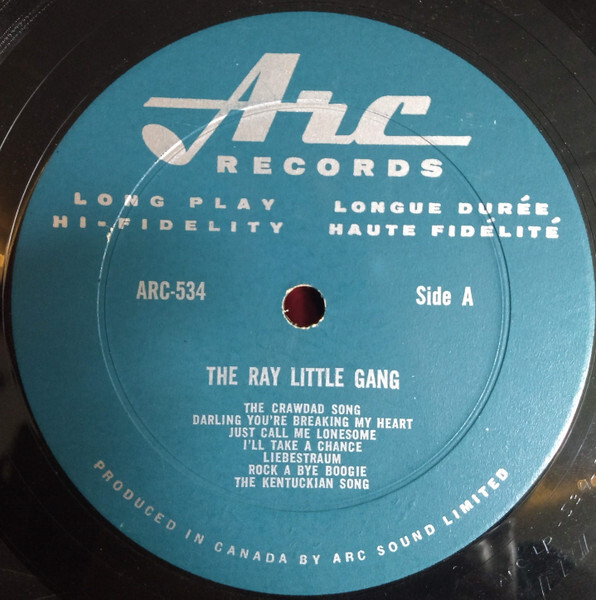 Arc
RECORDS
LONG PLAY
HI-FIDELITY
LONGUE DURÉE
HAUTE FIDÉLITÉ
ARC-534
Side A
THE RAY LITTLE GANG
THE CRAWDAD SONG
DARLING YOU'RE BREAKING MY HEART
JUST CALL ME LONESOME
I'LL TAKE A CHANCE
LIEBESTRAUM
ROCK A BYE BOOGIE
THE KENTUCKIAN SONG
PRODUCED IN CANADA BY ARC SOUND LIMITED